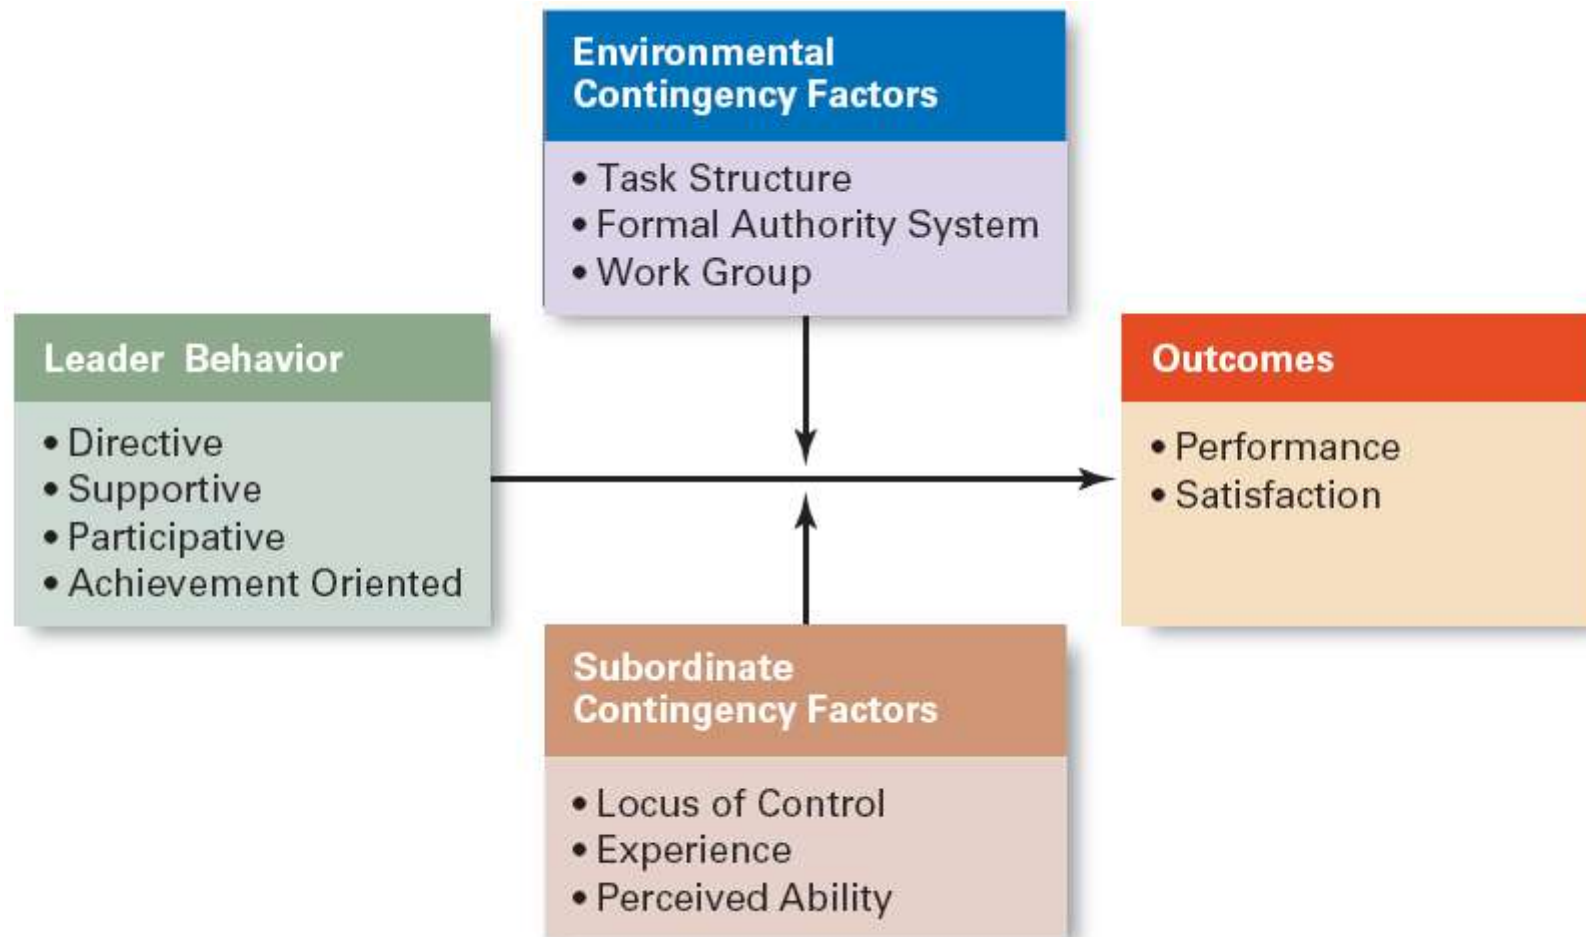 Environmental
Contingency Factors
• Task Structure
• Formal Authority System
• Work Group
Leader Behavior
• Directive
• Supportive
• Participative
• Achievement Oriented
Outcomes
• Performance
• Satisfaction
Subordinate
Contingency Factors
• Locus of Control
• Experience
• Perceived Ability